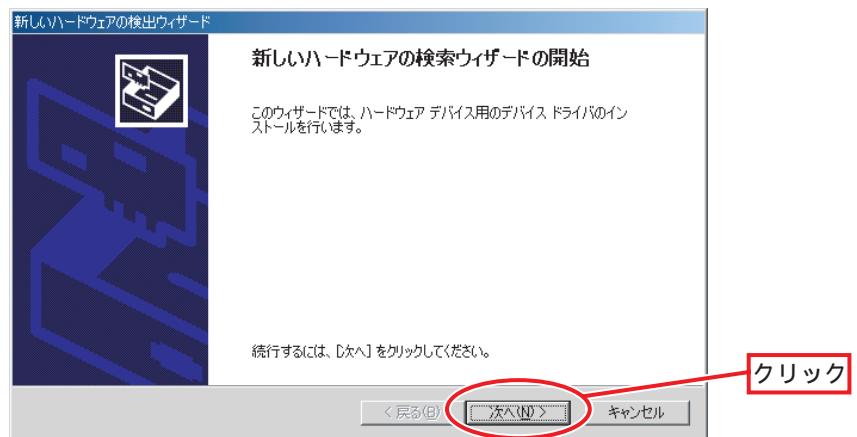 新しいハードウェアの検出ウィザード
新しいハードウェアの検索ウィザードの開始
このウィザードでは、ハードウェア デバイス用のデバイス ドライバのイン
ストールを行います。
続行するには、[次へ] をクリックしてください。
クリック
< 戻る(B)
次へ(N) >
キャンセル